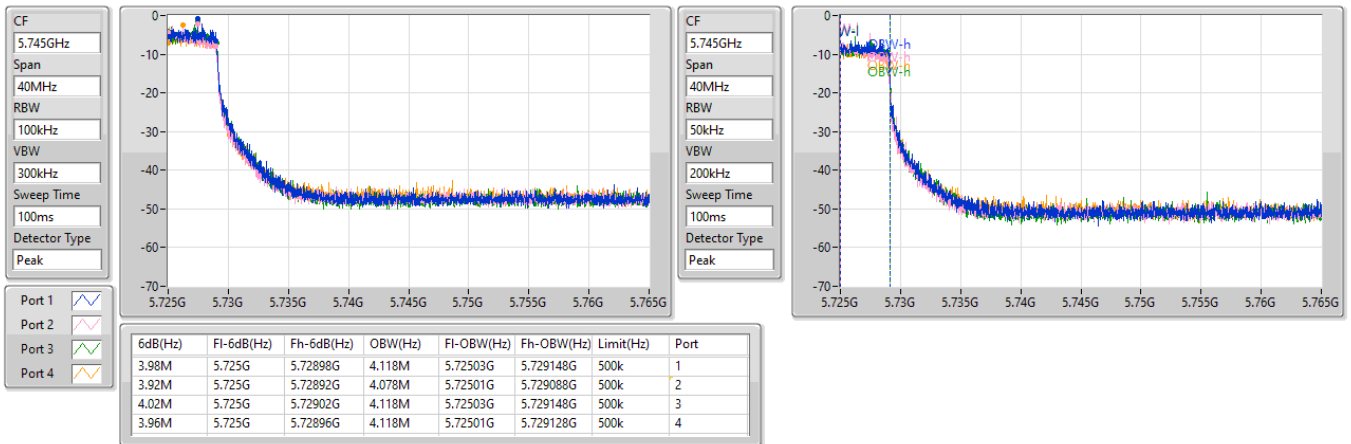 CF
5.745GHz
Span
40MHz
RBW
100kHz
VBW
300kHz
Sweep Time
100ms
Detector Type
Peak
0
-10
-20
-30
-40
-50
-60
-70
5.725G 5.73G 5.735G 5.74G 5.745G 5.75G 5.755G 5.76G 5.765G
CF
5.745GHz
Span
40MHz
RBW
50kHz
VBW
200kHz
Sweep Time
100ms
Detector Type
Peak
0
-10
-20
-30
-40
-50
-60
-70
W-l
OBW-h
OBW-h
5.725G 5.73G 5.735G 5.74G 5.745G 5.75G 5.755G 5.76G 5.765G
Port 1
Port 2
Port 3
Port 4
6dB(Hz) Fl-6dB(Hz) Fh-6dB(Hz) OBW(Hz) Fl-OBW(Hz) Fh-OBW(Hz) Limit(Hz) Port
3.98M 5.725G 5.72898G 4.118M 5.72503G 5.729148G 500k 1
3.92M 5.725G 5.72892G 4.078M 5.72501G 5.729088G 500k 2
4.02M 5.725G 5.72902G 4.118M 5.72503G 5.729148G 500k 3
3.96M 5.725G 5.72896G 4.118M 5.72501G 5.729128G 500k 4